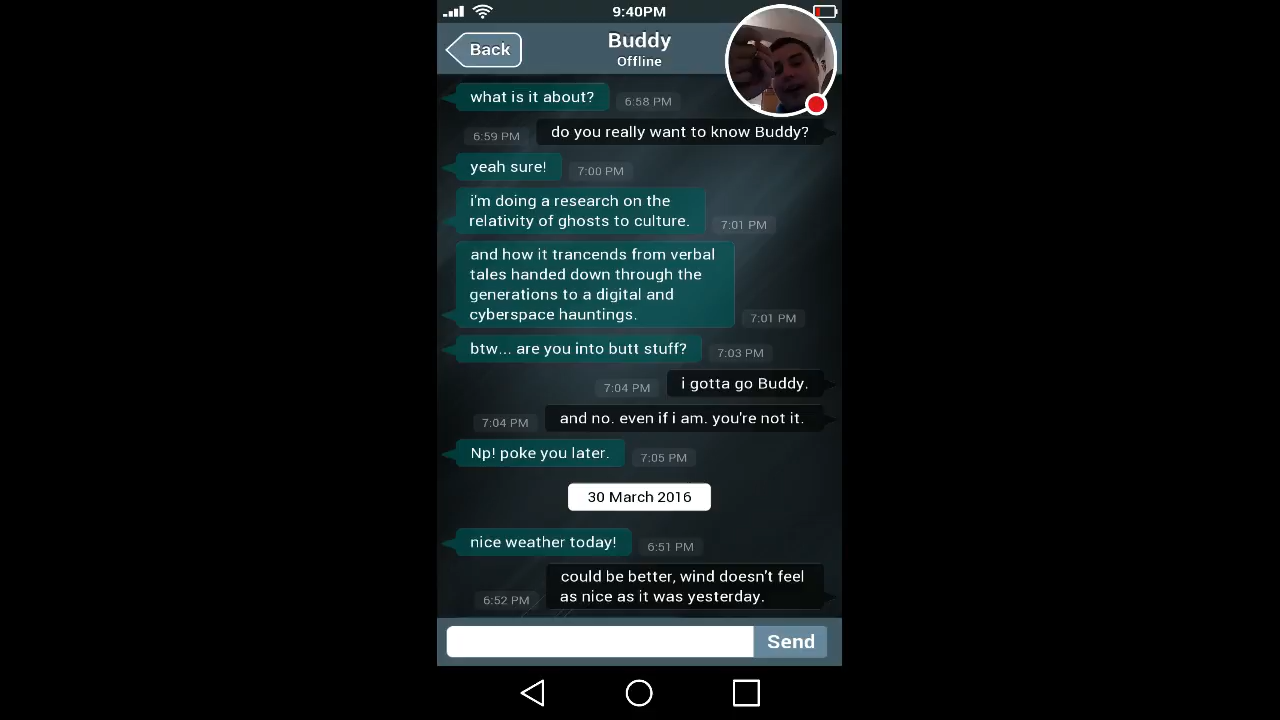 9:40PM
Back
Buddy
Offline
what is it about?
6:58 PM
6:59 PM
do you really want to know Buddy?
yeah sure!
7:00 PM
i'm doing a research on the
relativity of ghosts to culture.
7:01 PM
and how it trancends from verbal
tales handed down through the
generations to a digital and
cyberspace hauntings.
7:01 PM
btw... are you into butt stuff?
7:03 PM
7:04 PM
i gotta go Buddy.
7:04 PM
and no. even if i am. you're not it.
Np! poke you later.
7:05 PM
30 March 2016
nice weather today!
6:51 PM
could be better, wind doesn't feel
as nice as it was yesterday.
6:52 PM
Send